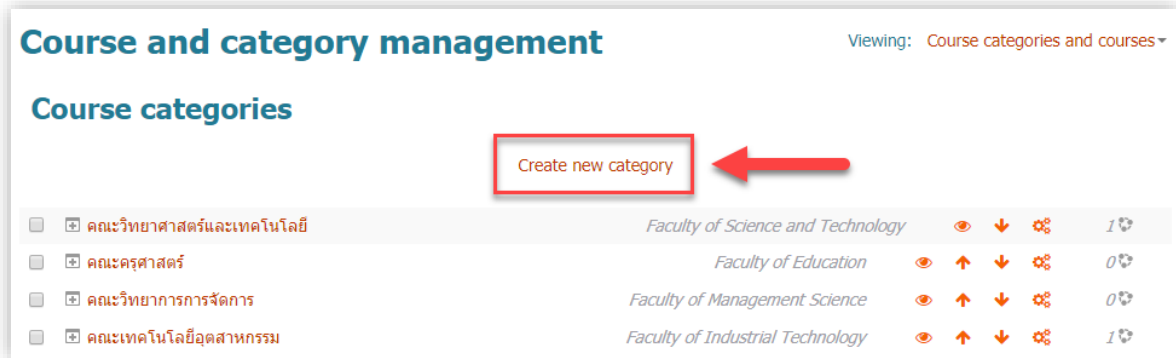 Course and category management
Viewing: Course categories and courses
Course categories
Create new category
คณะวิทยาศาสตร์และเทคโนโลยี Faculty of Science and Technology 1
คณะครุศาสตร์ Faculty of Education 0
คณะวิทยาการการจัดการ Faculty of Management Science 0
คณะเทคโนโลยีอุตสาหกรรม Faculty of Industrial Technology 1